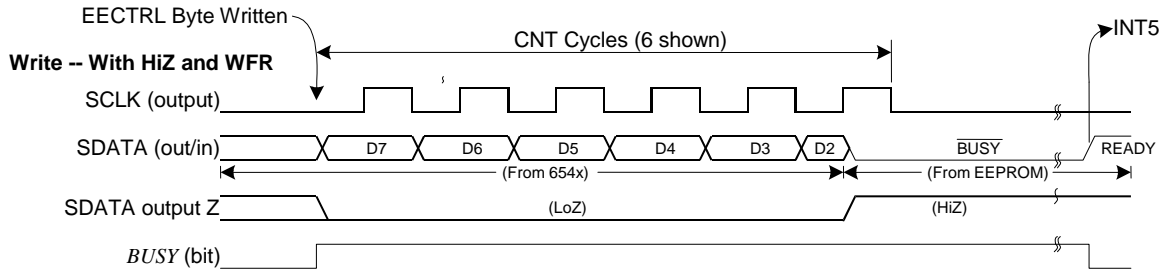 EECTRL Byte Written
INT5
CNT Cycles (6 shown)
Write -- With HiZ and WFR
SCLK (output)
SDATA (out/in) D7 D6 D5 D4 D3 D2 BUSY READY
(From 654x) (From EEPROM)
SDATA output Z (LoZ) (HiZ)
BUSY (bit)